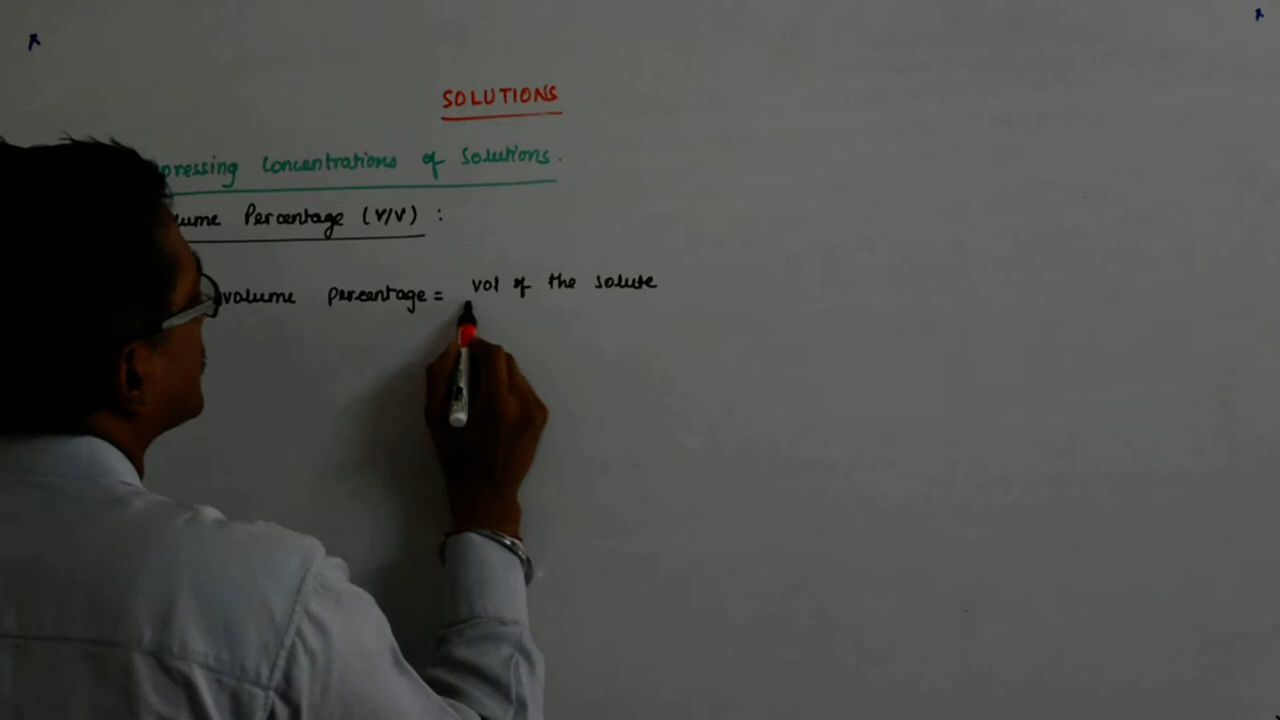 SOLUTIONS
pressing Concentrations of Solutions.
ume Percentage (V/V) :
volume percentage = vol of the solute